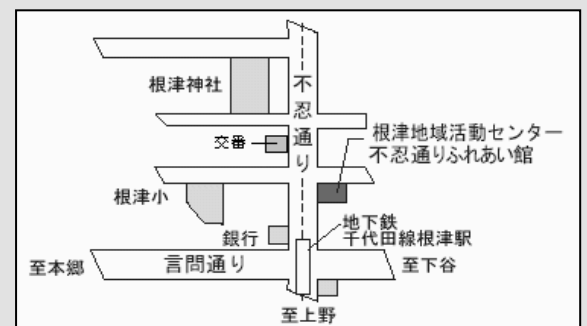 根津神社
不忍通り
交番
根津地域活動センター
不忍通りふれあい館
根津小
銀行
地下鉄
千代田線根津駅
至本郷
言問通り
至下谷
至上野